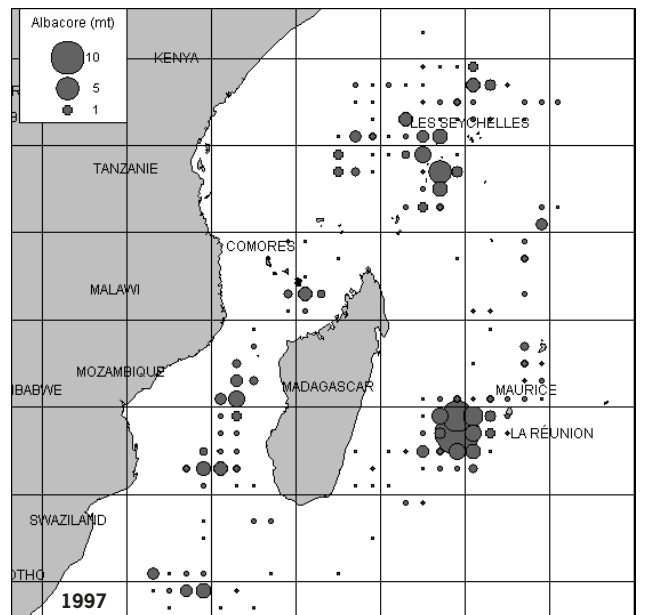 Albacore (mt)
10
5
1
KENYA
LES SEYCHELLES
TANZANIE
COMORES
MALAWI
MOZAMBIQUE
IBABWE
MADAGASCAR
MAURICE
LA RÉUNION
SWAZILAND
OTHO
1997